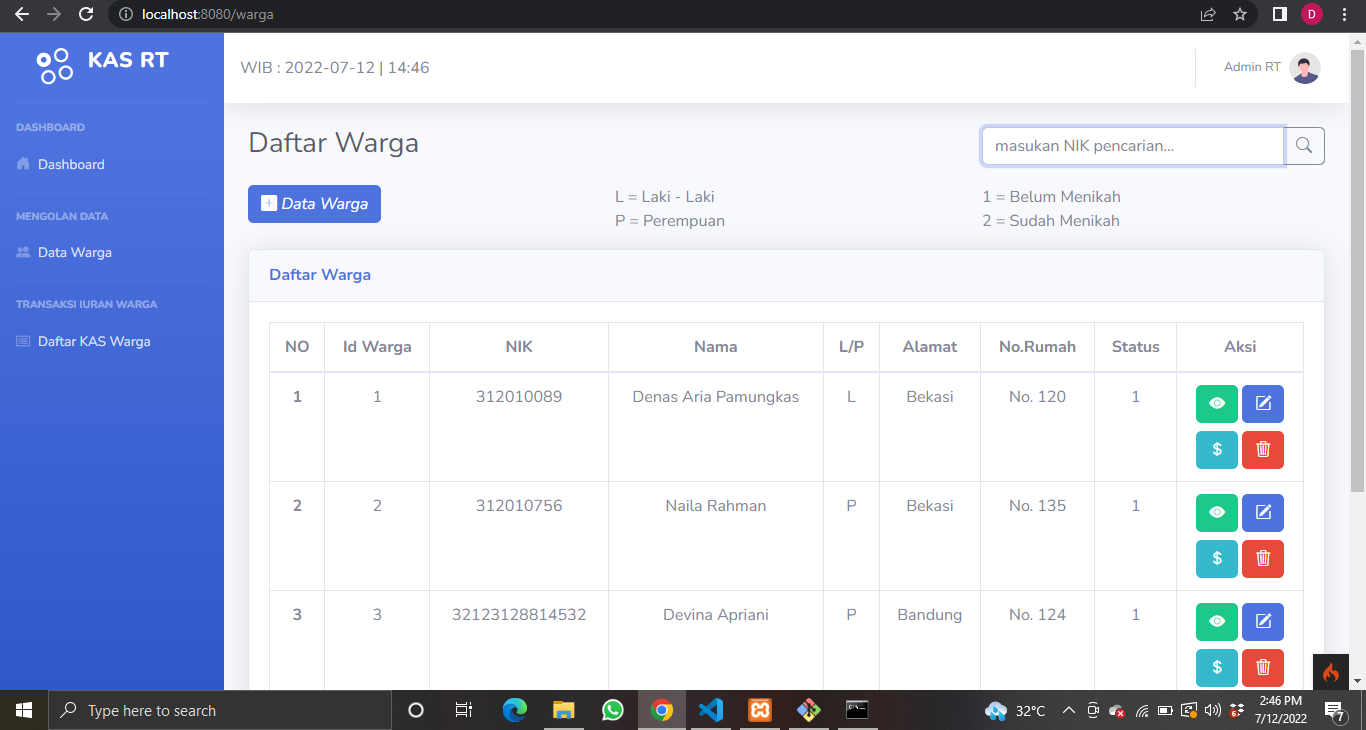 localhost:8080/warga
D
KAS RT
WIB : 2022-07-12 | 14:46
Admin RT
DASHBOARD
Dashboard
MENGOLAN DATA
Data Warga
TRANSAKSI IURAN WARGA
Daftar KAS Warga
Daftar Warga
masukan NIK pencarian...
Data Warga
L = Laki - Laki
P = Perempuan
1 = Belum Menikah
2 = Sudah Menikah
Daftar Warga
NO Id Warga NIK Nama L/P Alamat No.Rumah Status Aksi
1 1 312010089 Denas Aria Pamungkas L Bekasi No. 120 1
$
2 2 312010756 Naila Rahman P Bekasi No. 135 1
$
3 3 32123128814532 Devina Apriani P Bandung No. 124 1
$
Type here to search
32°C
2:46 PM
7/12/2022
7